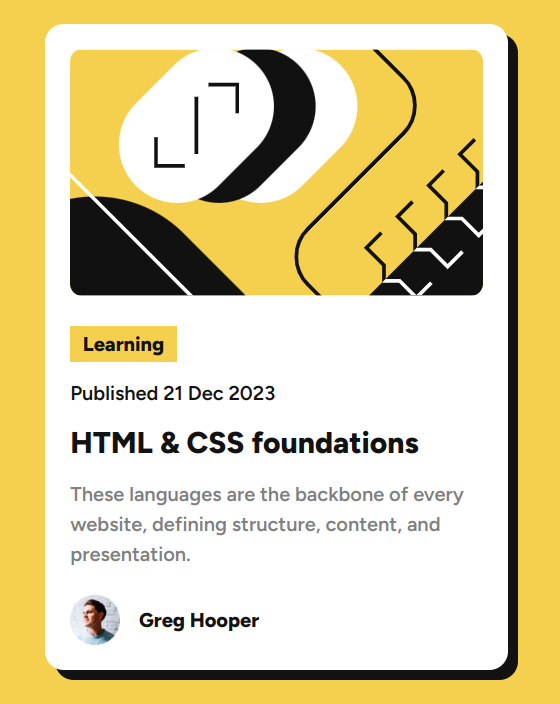 Learning
Published 21 Dec 2023
HTML & CSS foundations
These languages are the backbone of every
website, defining structure, content, and
presentation.
Greg Hooper